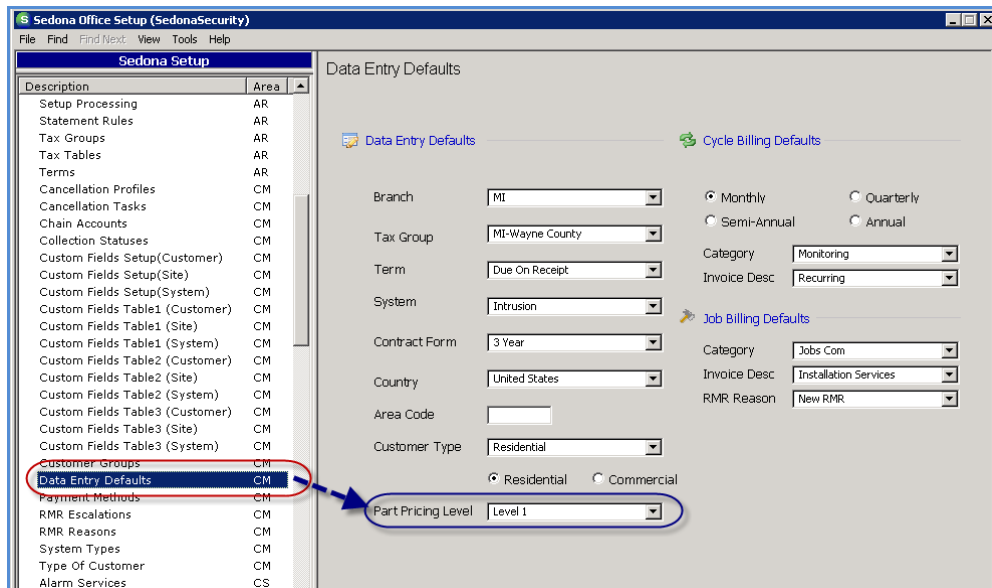 Sedona Office Setup (SedonaSecurity)
File Find Find Next View Tools Help
Sedona Setup
Description Area
Setup Processing AR
Statement Rules AR
Tax Groups AR
Tax Tables AR
Terms AR
Cancellation Profiles CM
Cancellation Tasks CM
Chain Accounts CM
Collection Statuses CM
Custom Fields Setup(Customer) CM
Custom Fields Setup(Site) CM
Custom Fields Setup(System) CM
Custom Fields Table1 (Customer) CM
Custom Fields Table1 (Site) CM
Custom Fields Table1 (System) CM
Custom Fields Table2 (Customer) CM
Custom Fields Table2 (Site) CM
Custom Fields Table2 (System) CM
Custom Fields Table3 (Customer) CM
Custom Fields Table3 (Site) CM
Custom Fields Table3 (System) CM
Customer Groups CM
Data Entry Defaults CM
Payment Methods CM
RMR Escalations CM
RMR Reasons CM
System Types CM
Type Of Customer CM
Alarm Services CS
Data Entry Defaults
Data Entry Defaults
Branch MI
Tax Group MI-Wayne County
Term Due On Receipt
System Intrusion
Contract Form 3 Year
Country United States
Area Code
Customer Type Residential
Residential Commercial
Part Pricing Level Level 1
Cycle Billing Defaults
Monthly Quarterly
Semi-Annual Annual
Category Monitoring
Invoice Desc Recurring
Job Billing Defaults
Category Jobs Com
Invoice Desc Installation Services
RMR Reason New RMR